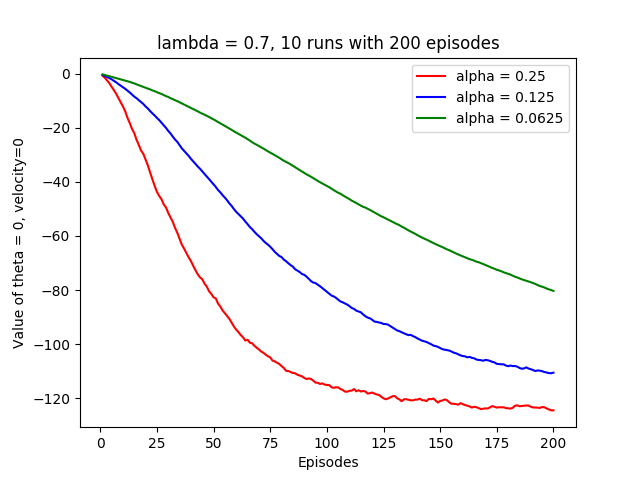 lambda = 0.7, 10 runs with 200 episodes
alpha = 0.25
alpha = 0.125
alpha = 0.0625
Value of theta = 0, velocity=0
0
−20
−40
−60
−80
−100
−120
0 25 50 75 100 125 150 175 200
Episodes